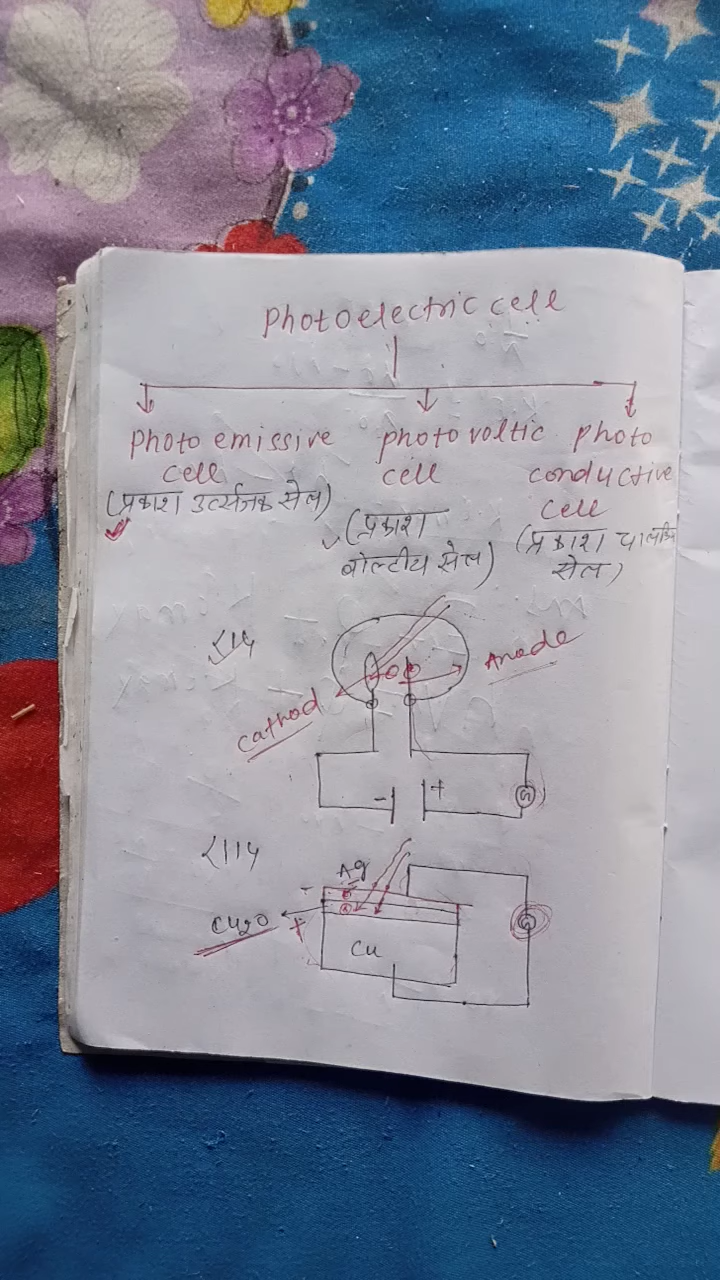 Photoelectric cell
Photo emissive photo voltic photo
cell cell conductive
(प्रकाश उत्सर्जक सेल) cell
(प्रकाश (प्रकाश चालकीय
वोल्टीय सेल) सेल)
Anode
Cathod
- +
G
Ag
-
Cu2O + G
Cu